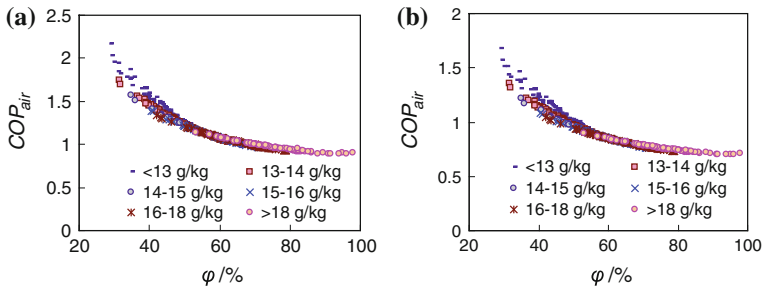 (a)
2.5
2
1.5
1
0.5
0
COP_air
<13 g/kg
13-14 g/kg
14-15 g/kg
15-16 g/kg
16-18 g/kg
>18 g/kg
20
40
60
80
100
φ /%
(b)
2
1.5
1
0.5
0
COP_air
<13 g/kg
13-14 g/kg
14-15 g/kg
15-16 g/kg
16-18 g/kg
>18 g/kg
20
40
60
80
100
φ /%